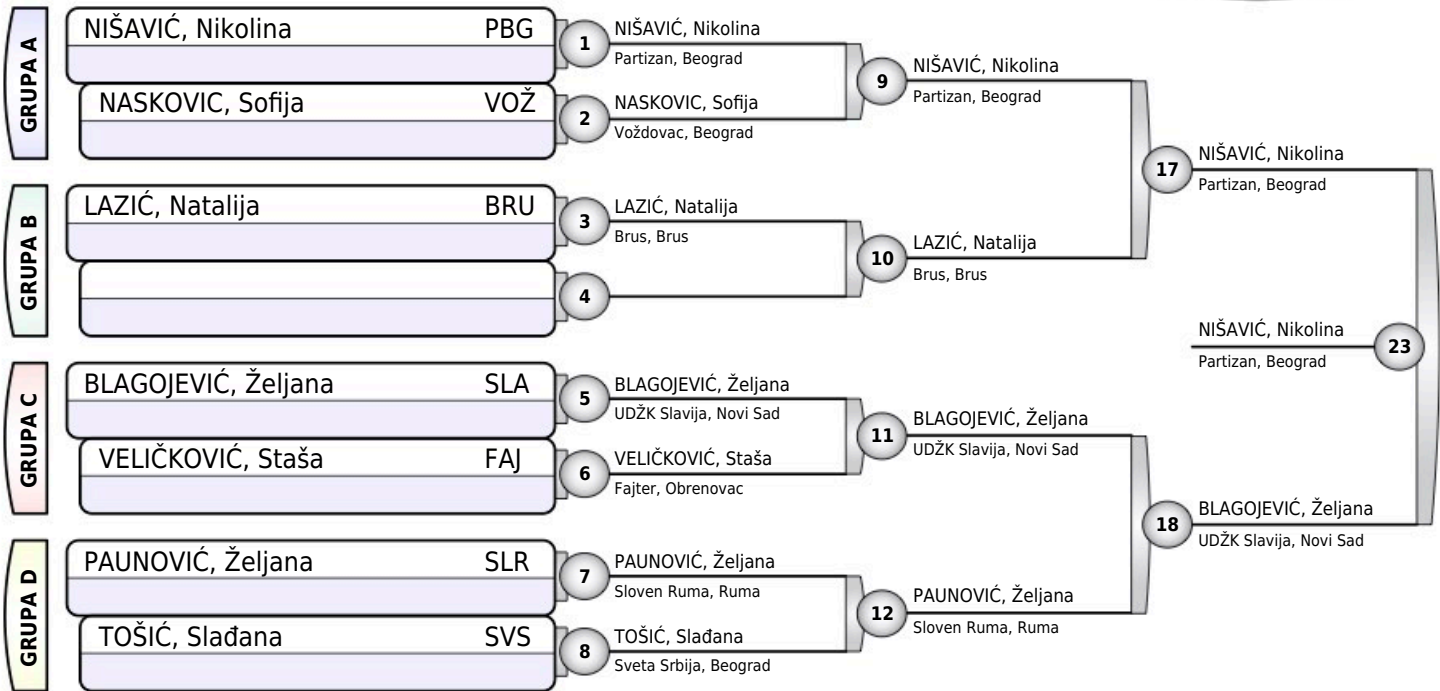 GRUPA A
NIŠAVIĆ, Nikolina PBG
NASKOVIC, Sofija VOŽ
GRUPA B
LAZIĆ, Natalija BRU
GRUPA C
BLAGOJEVIĆ, Željana SLA
VELIČKOVIĆ, Staša FAJ
GRUPA D
PAUNOVIĆ, Željana SLR
TOŠIĆ, Slađana SVS
1
NIŠAVIĆ, Nikolina
Partizan, Beograd
2
NASKOVIC, Sofija
Voždovac, Beograd
3
LAZIĆ, Natalija
Brus, Brus
4
5
BLAGOJEVIĆ, Željana
UDŽK Slavija, Novi Sad
6
VELIČKOVIĆ, Staša
Fajter, Obrenovac
7
PAUNOVIĆ, Željana
Sloven Ruma, Ruma
8
TOŠIĆ, Slađana
Sveta Srbija, Beograd
9
NIŠAVIĆ, Nikolina
Partizan, Beograd
10
LAZIĆ, Natalija
Brus, Brus
11
BLAGOJEVIĆ, Željana
UDŽK Slavija, Novi Sad
12
PAUNOVIĆ, Željana
Sloven Ruma, Ruma
17
NIŠAVIĆ, Nikolina
Partizan, Beograd
18
BLAGOJEVIĆ, Željana
UDŽK Slavija, Novi Sad
NIŠAVIĆ, Nikolina
Partizan, Beograd
23